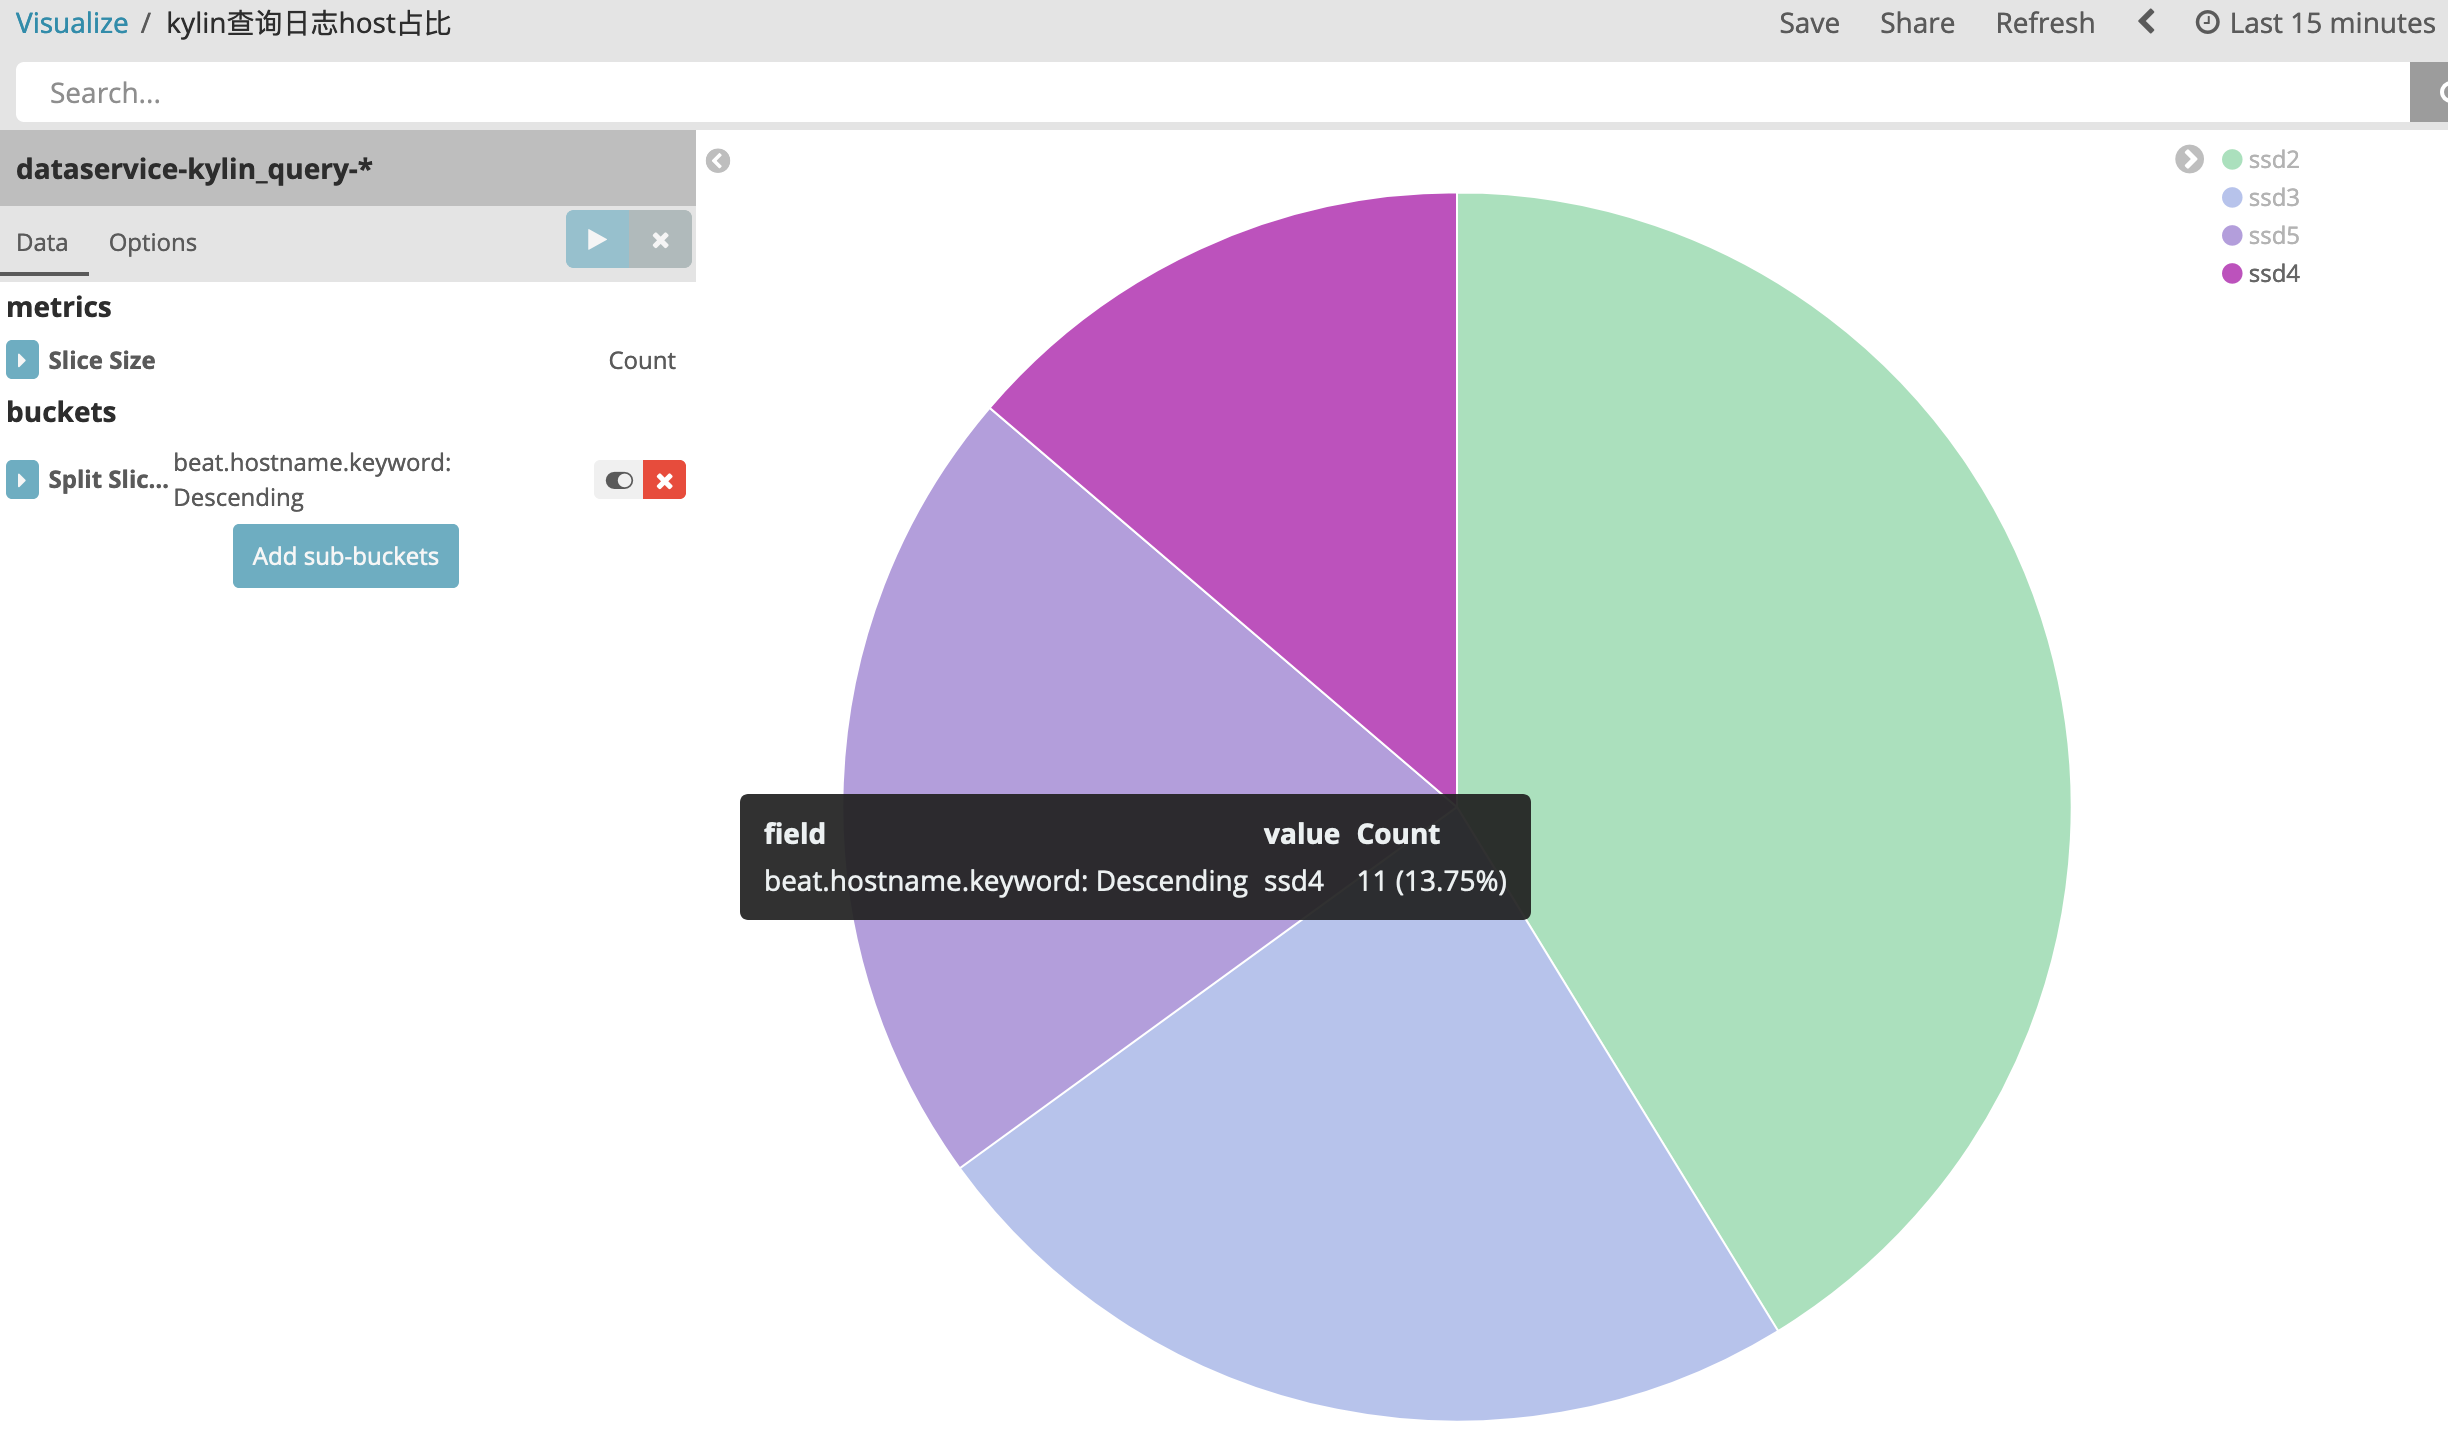 Visualize / kylin查询日志host占比
Save Share Refresh Last 15 minutes
Search...
dataservice-kylin_query-*
Data Options
metrics
Slice Size Count
buckets
Split Slic... beat.hostname.keyword: Descending
Add sub-buckets
ssd2
ssd3
ssd5
ssd4
field value Count
beat.hostname.keyword: Descending ssd4 11 (13.75%)